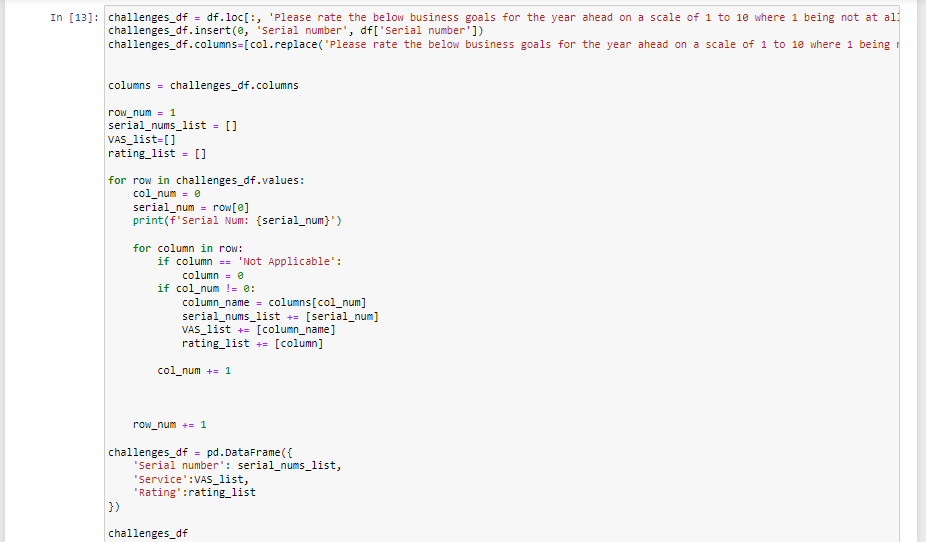 In [13]: challenges_df = df.loc[:, 'Please rate the below business goals for the year ahead on a scale of 1 to 10 where 1 being not at all
challenges_df.insert(0, 'Serial number', df['Serial number'])
challenges_df.columns=[col.replace('Please rate the below business goals for the year ahead on a scale of 1 to 10 where 1 being
columns = challenges_df.columns
row_num = 1
serial_nums_list = []
VAS_list=[]
rating_list = []
for row in challenges_df.values:
col_num = 0
serial_num = row[0]
print(f'Serial Num: {serial_num}')
for column in row:
if column == 'Not Applicable':
column = 0
if col_num != 0:
column_name = columns[col_num]
serial_nums_list += [serial_num]
VAS_list += [column_name]
rating_list += [column]
col_num += 1
row_num += 1
challenges_df = pd.DataFrame({
'Serial number': serial_nums_list,
'Service':VAS_list,
'Rating':rating_list
})
challenges_df